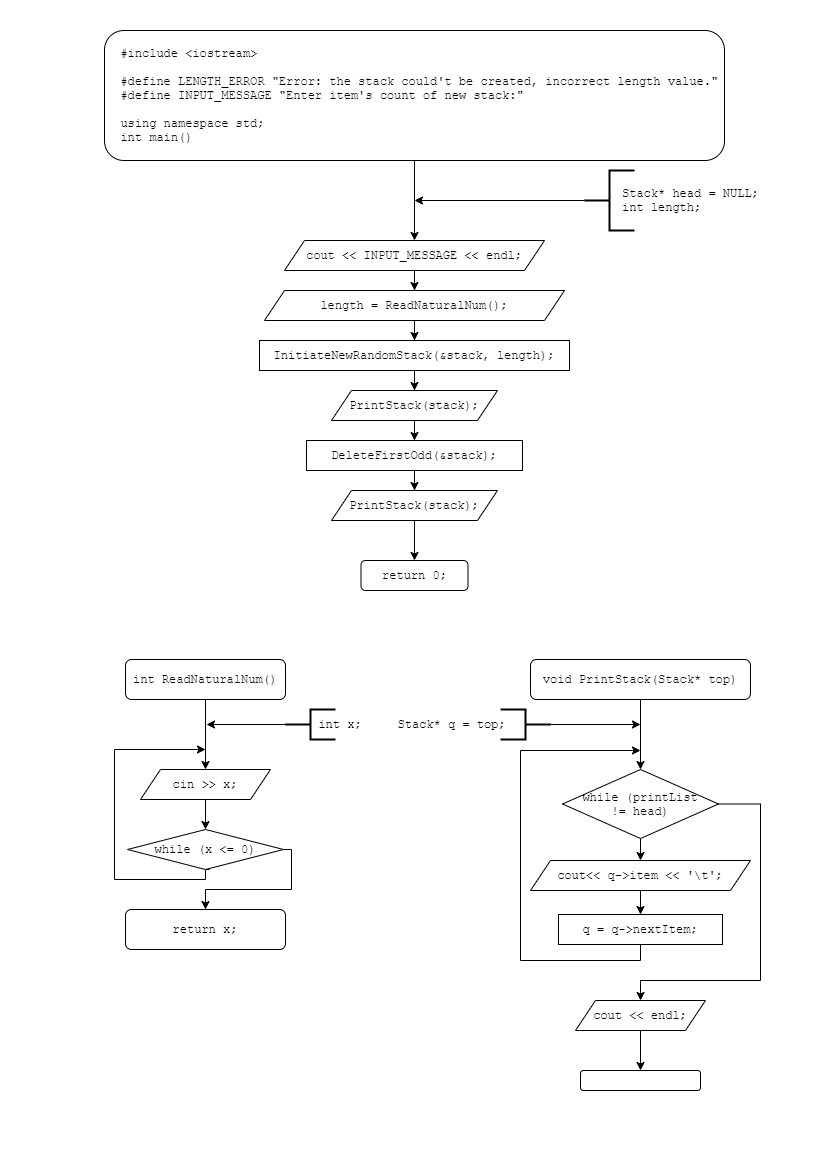 #include <iostream>
#define LENGTH_ERROR "Error: the stack could't be created, incorrect length value."
#define INPUT_MESSAGE "Enter item's count of new stack:"
using namespace std;
int main()
Stack* head = NULL;
int length;
cout << INPUT_MESSAGE << endl;
length = ReadNaturalNum();
InitiateNewRandomStack(&stack, length);
PrintStack(stack);
DeleteFirstOdd(&stack);
PrintStack(stack);
return 0;
int ReadNaturalNum()
int x;
cin >> x;
while (x <= 0)
return x;
void PrintStack(Stack* top)
Stack* q = top;
while (printList
!= head)
cout<< q->item << '\t';
q = q->nextItem;
cout << endl;